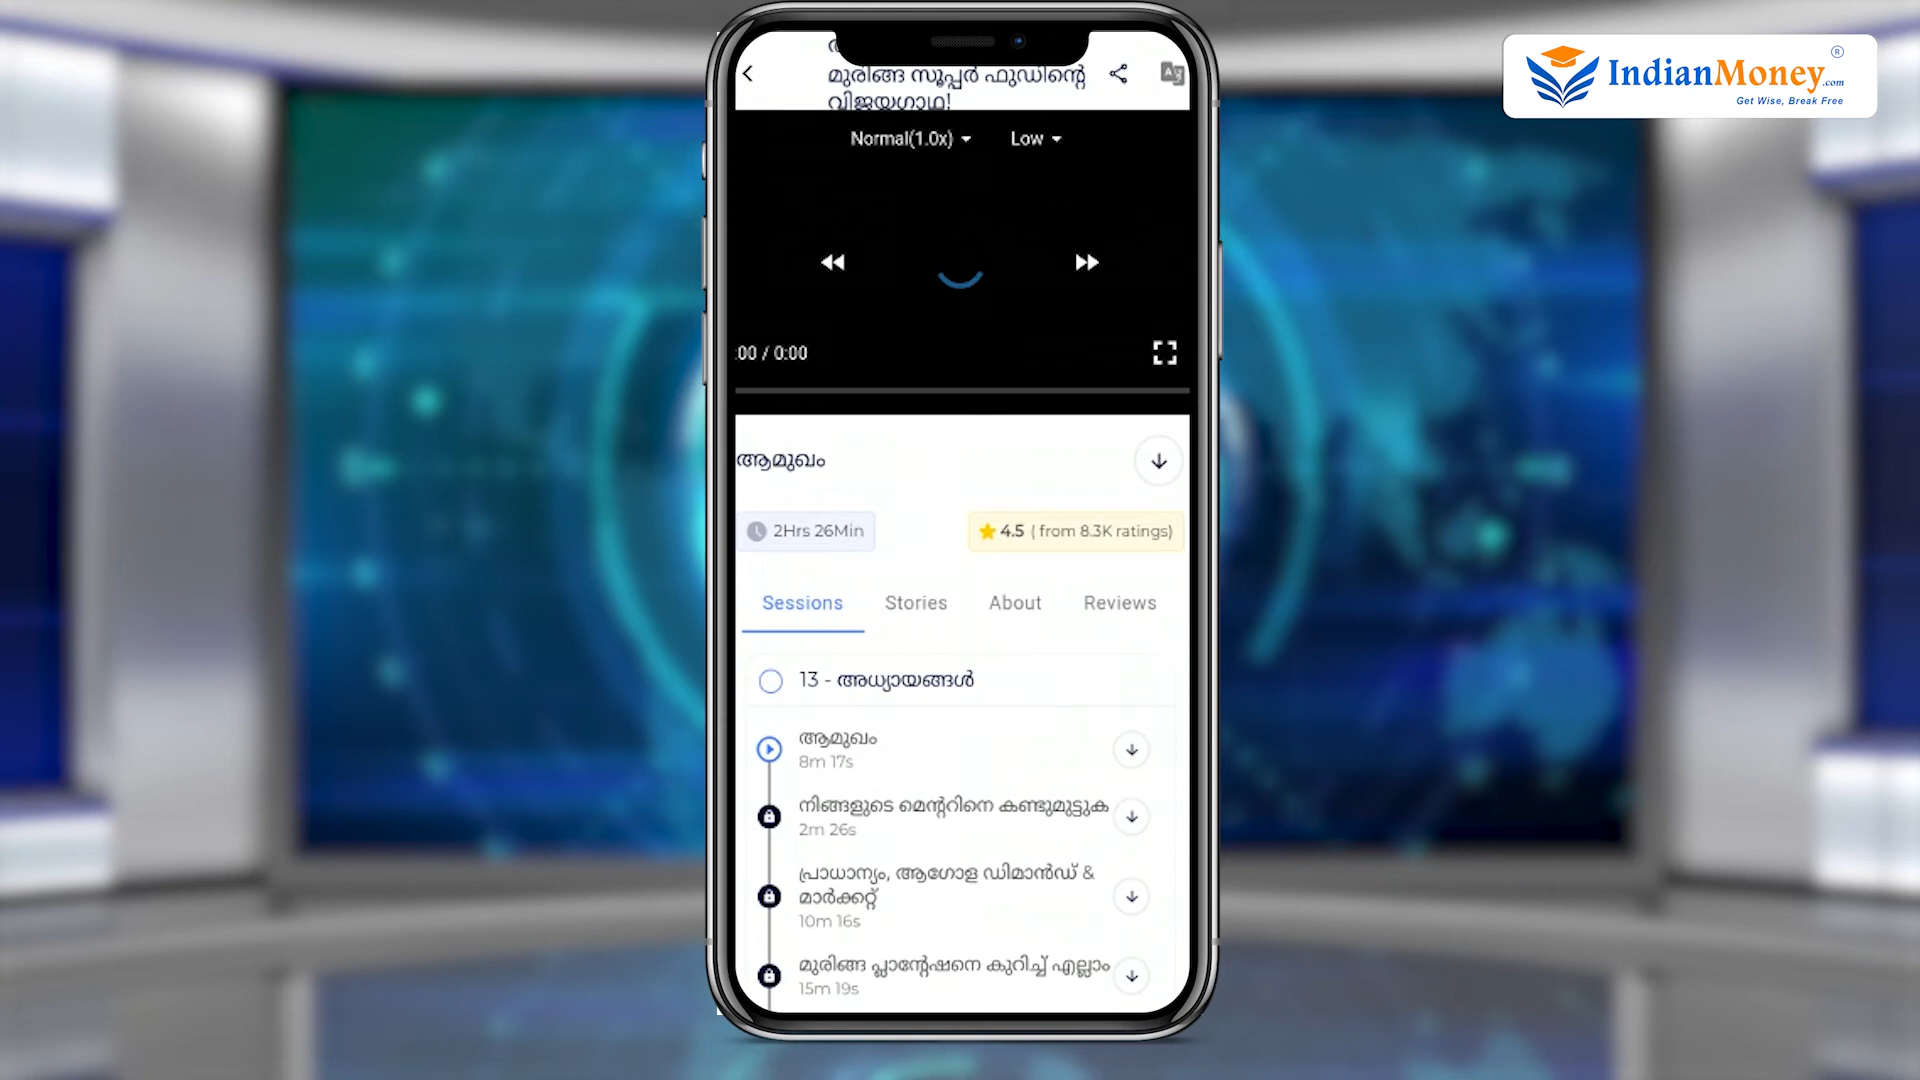 മുരിങ്ങ സൂപ്പർ ഫുഡിന്റെ
വിജയഗാഥ!
IndianMoney.com ®
Get Wise, Break Free
Normal(1.0x)
Low
:00 / 0:00
ആമുഖം
2Hrs 26Min
4.5 ( from 8.3K ratings)
Sessions Stories About Reviews
13 - അധ്യായങ്ങൾ
ആമുഖം
8m 17s
നിങ്ങളുടെ മെന്ററിനെ കണ്ടുമുട്ടുക
2m 26s
പ്രാധാന്യം, ആഗോള ഡിമാൻഡ് &
മാർക്കറ്റ്
10m 16s
മുരിങ്ങ പ്ലാന്റേഷനെ കുറിച്ച് എല്ലാം
15m 19s